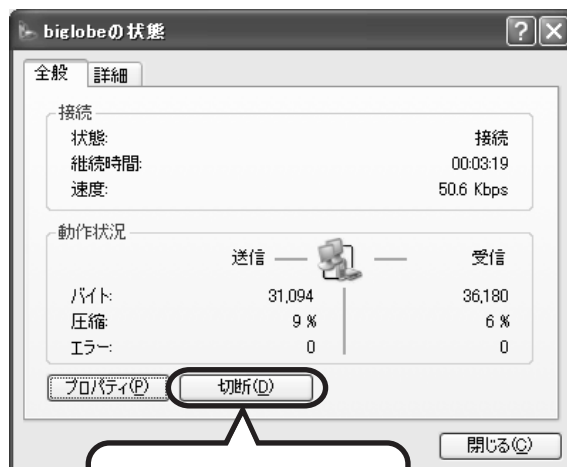 biglobeの状態
全般 詳細
接続
状態: 接続
継続時間: 00:03:19
速度: 50.6 Kbps
動作状況
送信 受信
バイト: 31,094 36,180
圧縮: 9 % 6 %
エラー: 0 0
プロパティ(P) 切断(D)
閉じる(C)